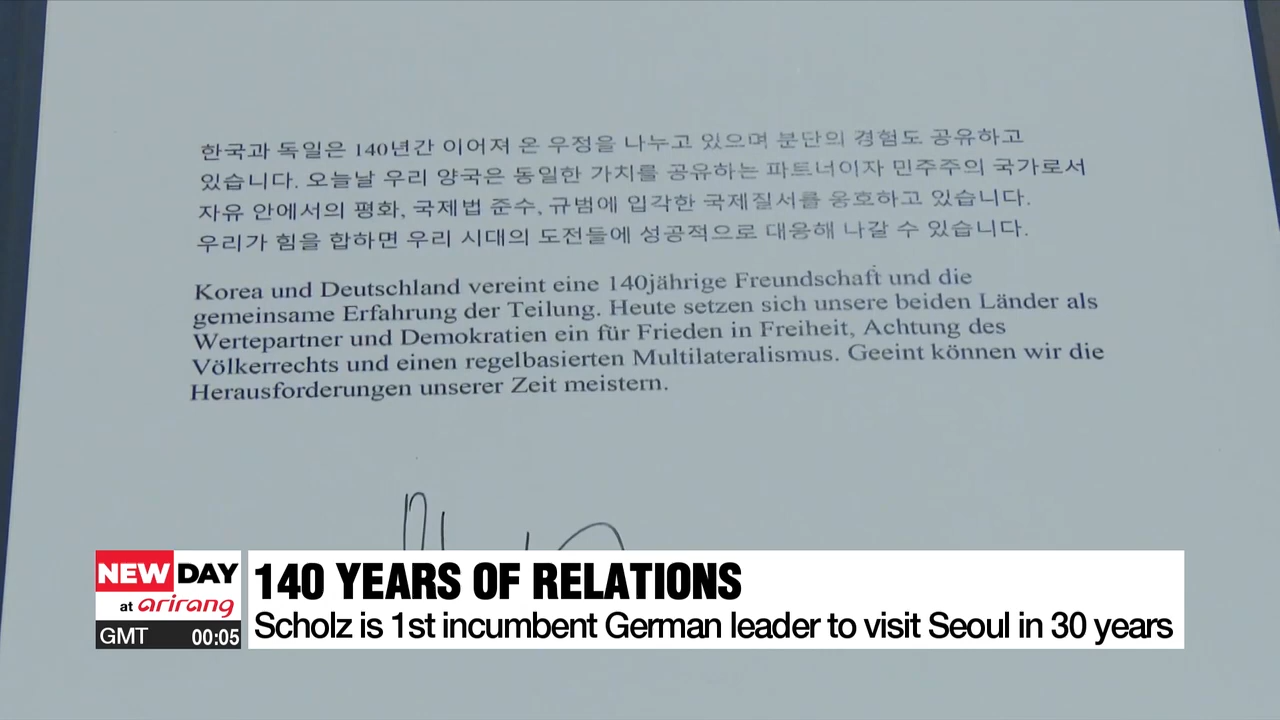 한국과 독일은 140년간 이어져 온 우정을 나누고 있으며 분단의 경험도 공유하고
있습니다. 오늘날 우리 양국은 동일한 가치를 공유하는 파트너이자 민주주의 국가로서
자유 안에서의 평화, 국제법 준수, 규범에 입각한 국제질서를 옹호하고 있습니다.
우리가 힘을 합하면 우리 시대의 도전들에 성공적으로 대응해 나갈 수 있습니다.
Korea und Deutschland vereint eine 140jährige Freundschaft und die
gemeinsame Erfahrung der Teilung. Heute setzen sich unsere beiden Länder als
Wertepartner und Demokratien ein für Frieden in Freiheit, Achtung des
Völkerrechts und einen regelbasierten Multilateralismus. Geeint können wir die
Herausforderungen unserer Zeit meistern.
NEW DAY
at arirang
GMT 00:05
140 YEARS OF RELATIONS
Scholz is 1st incumbent German leader to visit Seoul in 30 years